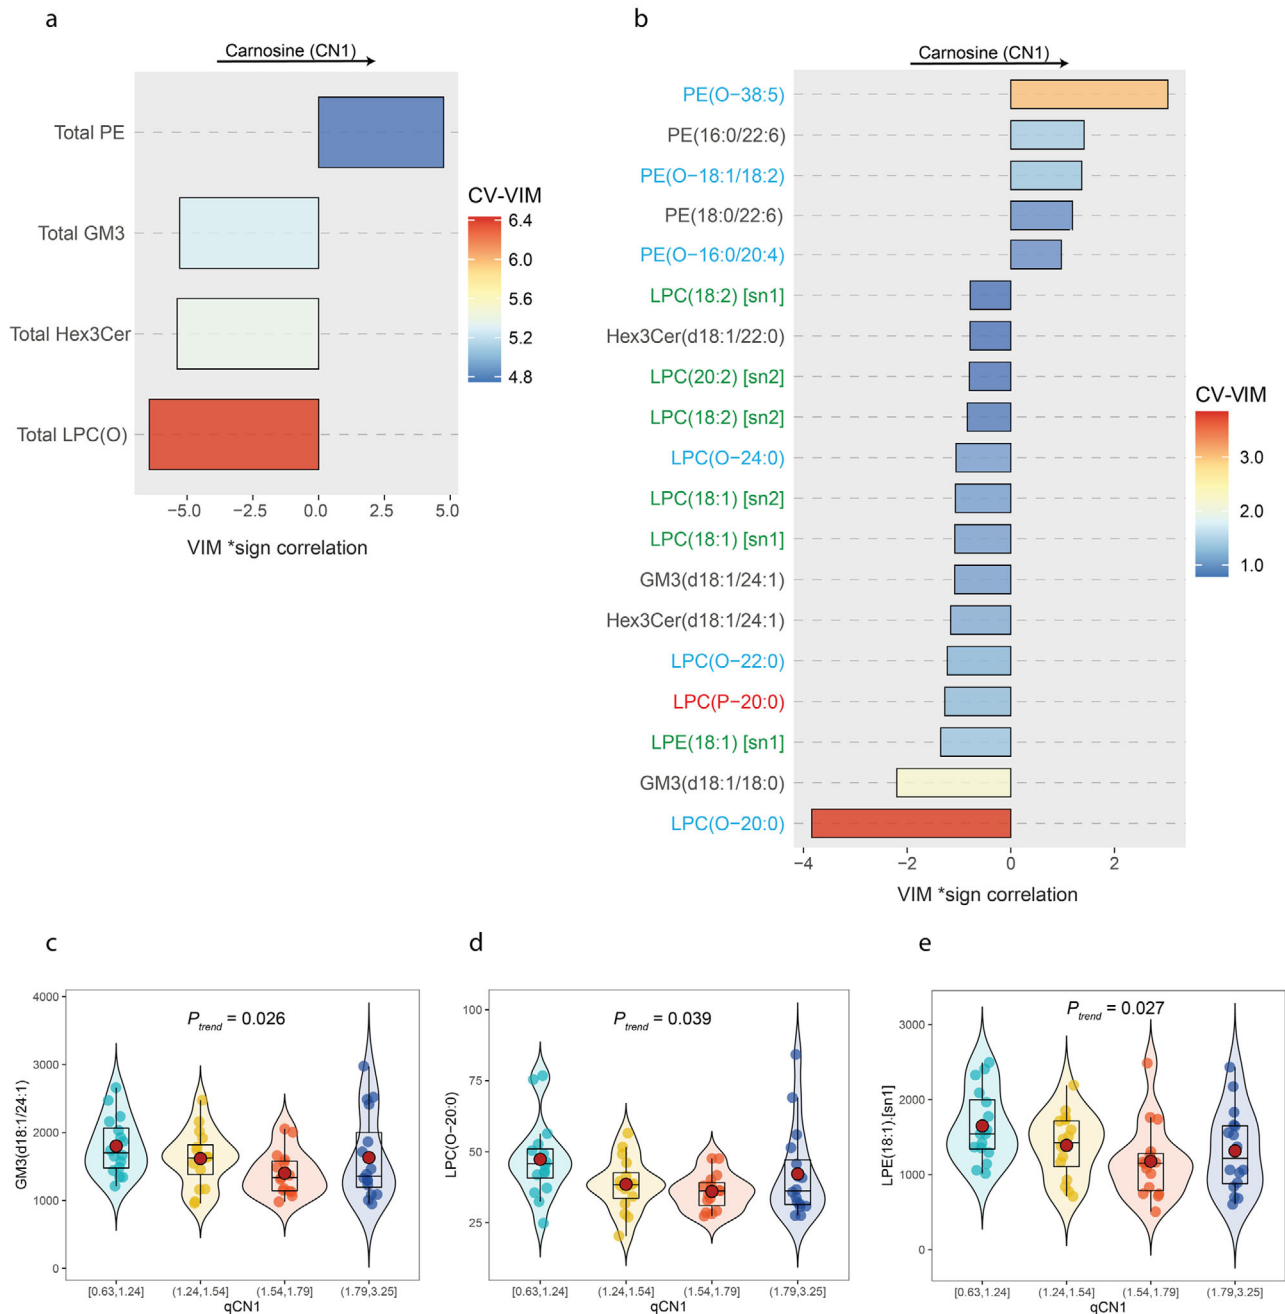 a
Carnosine (CN1)
Total PE
Total GM3
Total Hex3Cer
Total LPC(O)
−5.0 −2.5 0.0 2.5 5.0
VIM *sign correlation
CV-VIM
6.4
6.0
5.6
5.2
4.8
b
Carnosine (CN1)
PE(O−38:5)
PE(16:0/22:6)
PE(O−18:1/18:2)
PE(18:0/22:6)
PE(O−16:0/20:4)
LPC(18:2) [sn1]
Hex3Cer(d18:1/22:0)
LPC(20:2) [sn2]
LPC(18:2) [sn2]
LPC(O−24:0)
LPC(18:1) [sn2]
LPC(18:1) [sn1]
GM3(d18:1/24:1)
Hex3Cer(d18:1/24:1)
LPC(O−22:0)
LPC(P−20:0)
LPE(18:1) [sn1]
GM3(d18:1/18:0)
LPC(O−20:0)
−4 −2 0 2
VIM *sign correlation
CV-VIM
3.0
2.0
1.0
c
GM3(d18:1/24:1)
4000
3000
2000
1000
0
P trend = 0.026
[0.63,1.24] (1.24,1.54] (1.54,1.79] (1.79,3.25]
qCN1
d
LPC(O−20:0)
100
75
50
25
P trend = 0.039
[0.63,1.24] (1.24,1.54] (1.54,1.79] (1.79,3.25]
qCN1
e
LPE(18:1).[sn1]
3000
2000
1000
0
P trend = 0.027
[0.63,1.24] (1.24,1.54] (1.54,1.79] (1.79,3.25]
qCN1